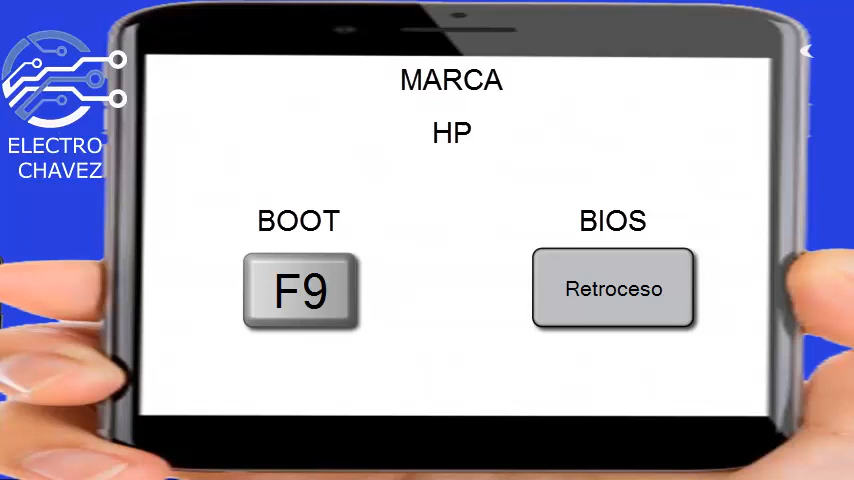 ELECTRO
CHAVEZ
MARCA
HP
BOOT
BIOS
F9
Retroceso